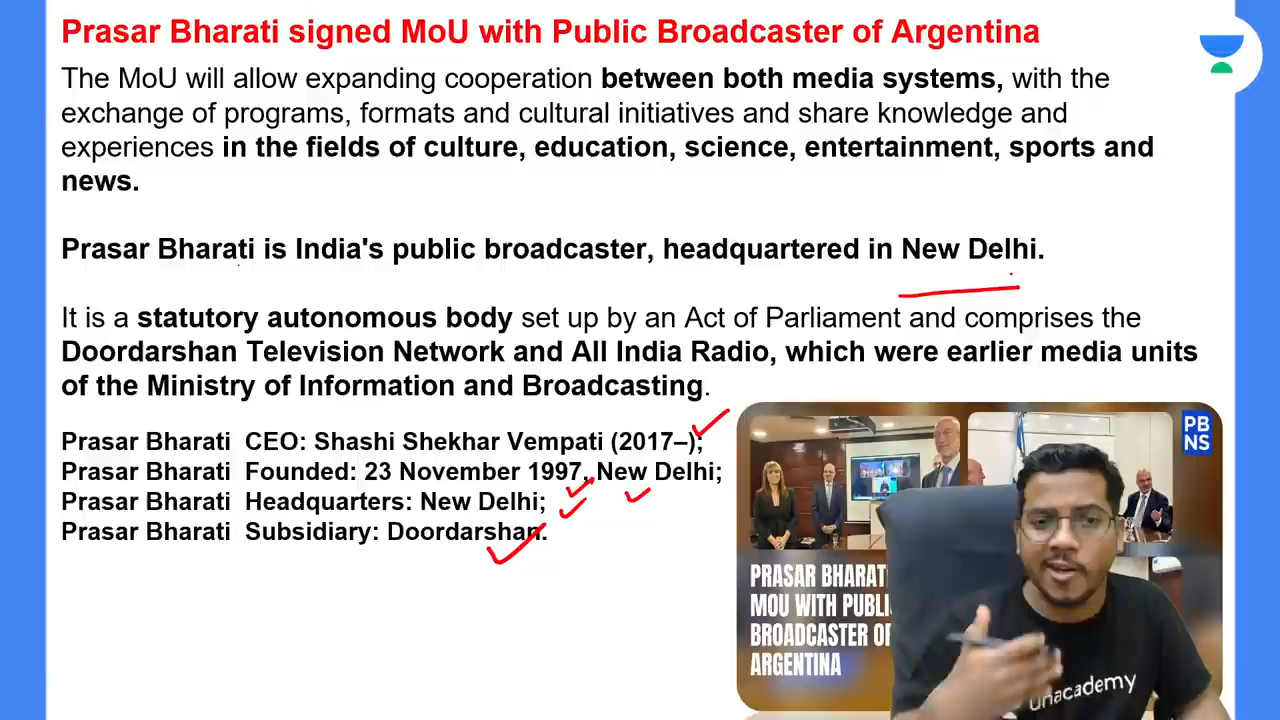 Prasar Bharati signed MoU with Public Broadcaster of Argentina
The MoU will allow expanding cooperation between both media systems, with the
exchange of programs, formats and cultural initiatives and share knowledge and
experiences in the fields of culture, education, science, entertainment, sports and
news.
Prasar Bharati is India's public broadcaster, headquartered in New Delhi.
It is a statutory autonomous body set up by an Act of Parliament and comprises the
Doordarshan Television Network and All India Radio, which were earlier media units
of the Ministry of Information and Broadcasting.
Prasar Bharati CEO: Shashi Shekhar Vempati (2017–);
Prasar Bharati Founded: 23 November 1997, New Delhi;
Prasar Bharati Headquarters: New Delhi;
Prasar Bharati Subsidiary: Doordarshan.
PB
NS
PRASAR BHARATI
MOU WITH PUBLI
BROADCASTER OF
ARGENTINA
unacademy